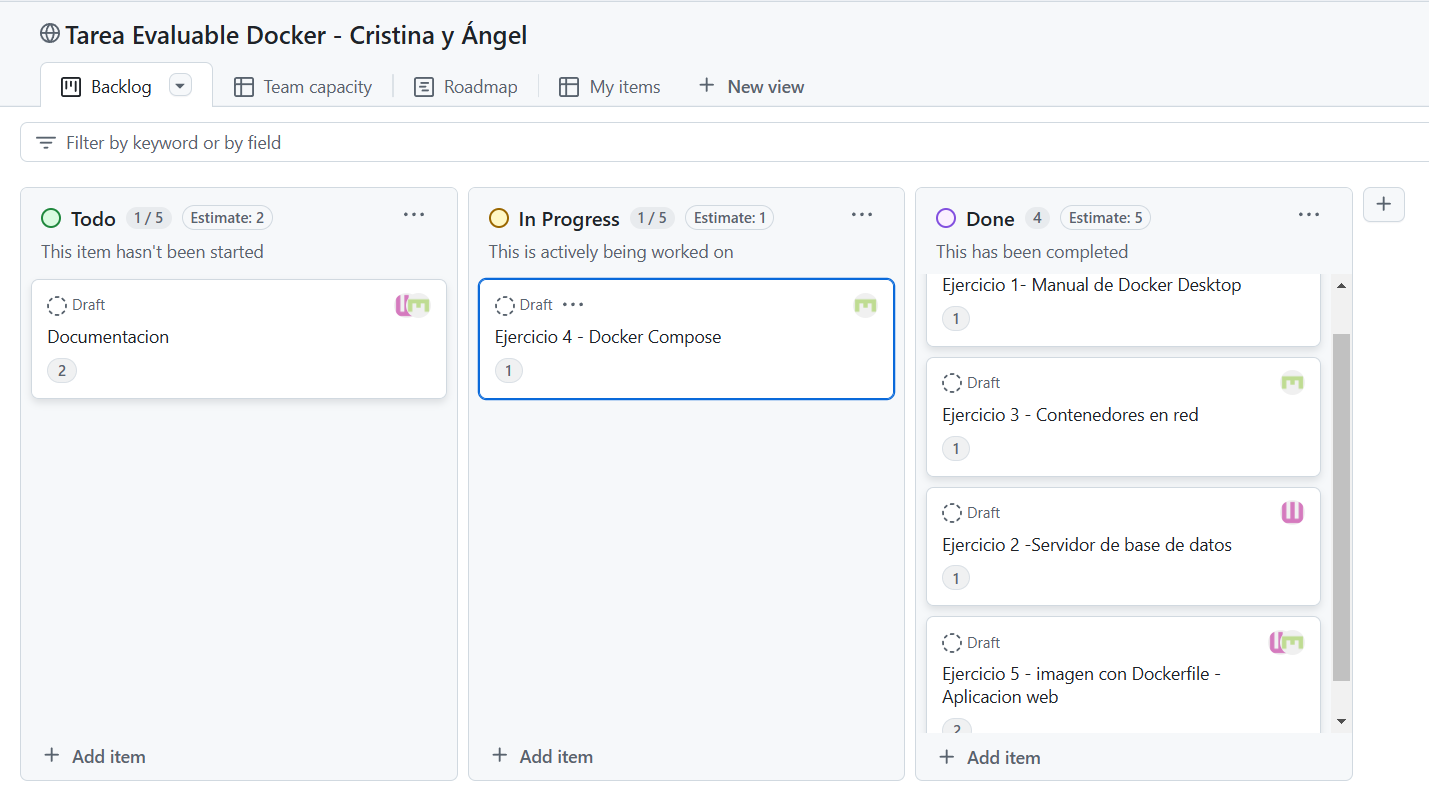 Tarea Evaluable Docker - Cristina y Ángel
Backlog
Team capacity
Roadmap
My items
New view
Filter by keyword or by field
Todo 1 / 5 Estimate: 2
This item hasn't been started
Draft
Documentacion
2
Add item
In Progress 1 / 5 Estimate: 1
This is actively being worked on
Draft
Ejercicio 4 - Docker Compose
1
Add item
Done 4 Estimate: 5
This has been completed
Ejercicio 1- Manual de Docker Desktop
1
Draft
Ejercicio 3 - Contenedores en red
1
Draft
Ejercicio 2 -Servidor de base de datos
1
Draft
Ejercicio 5 - imagen con Dockerfile -
Aplicacion web
2
Add item